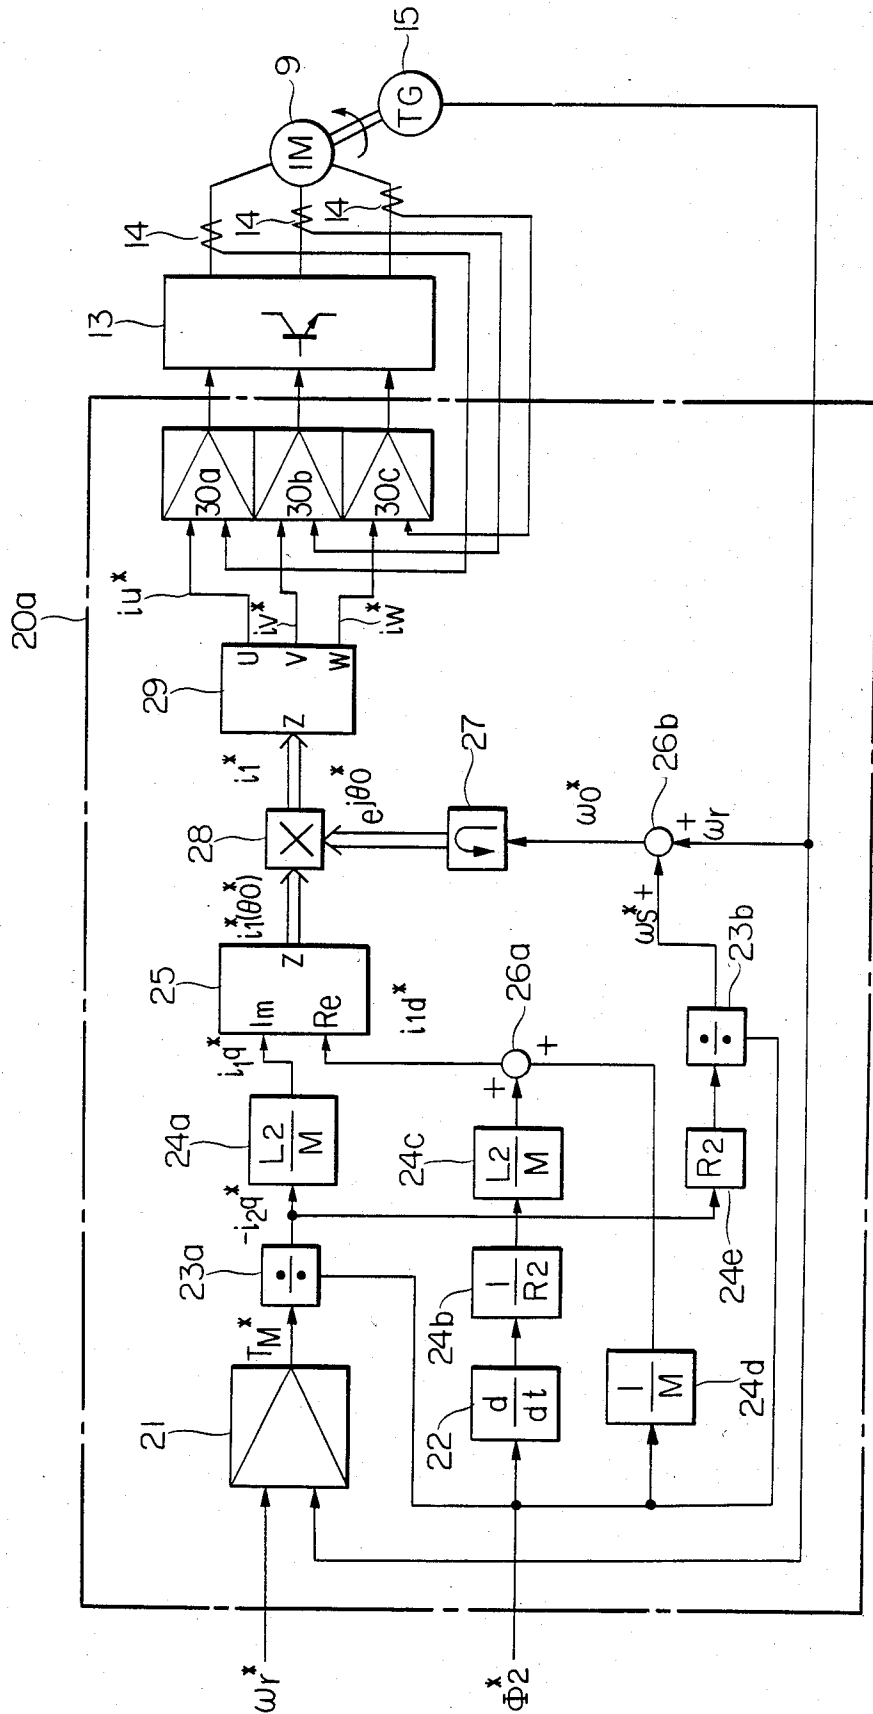 20a
ωr*
21
TM*
23a
÷
-i2q*
24a
L2
M
i1q*
25
Im
Re
Z
i1*(θ0*)
28
×
i1*
29
Z
U
V
W
iu*
iv*
iw*
30a
30b
30c
13
14
14
14
9
IM
15
TG
Φ2*
22
d
dt
24b
1
R2
24c
L2
M
26a
+
+
i1d*
ejθ0*
27
ω0*
26b
+
ωr
ωs*
+
24d
1
M
24e
R2
23b
÷